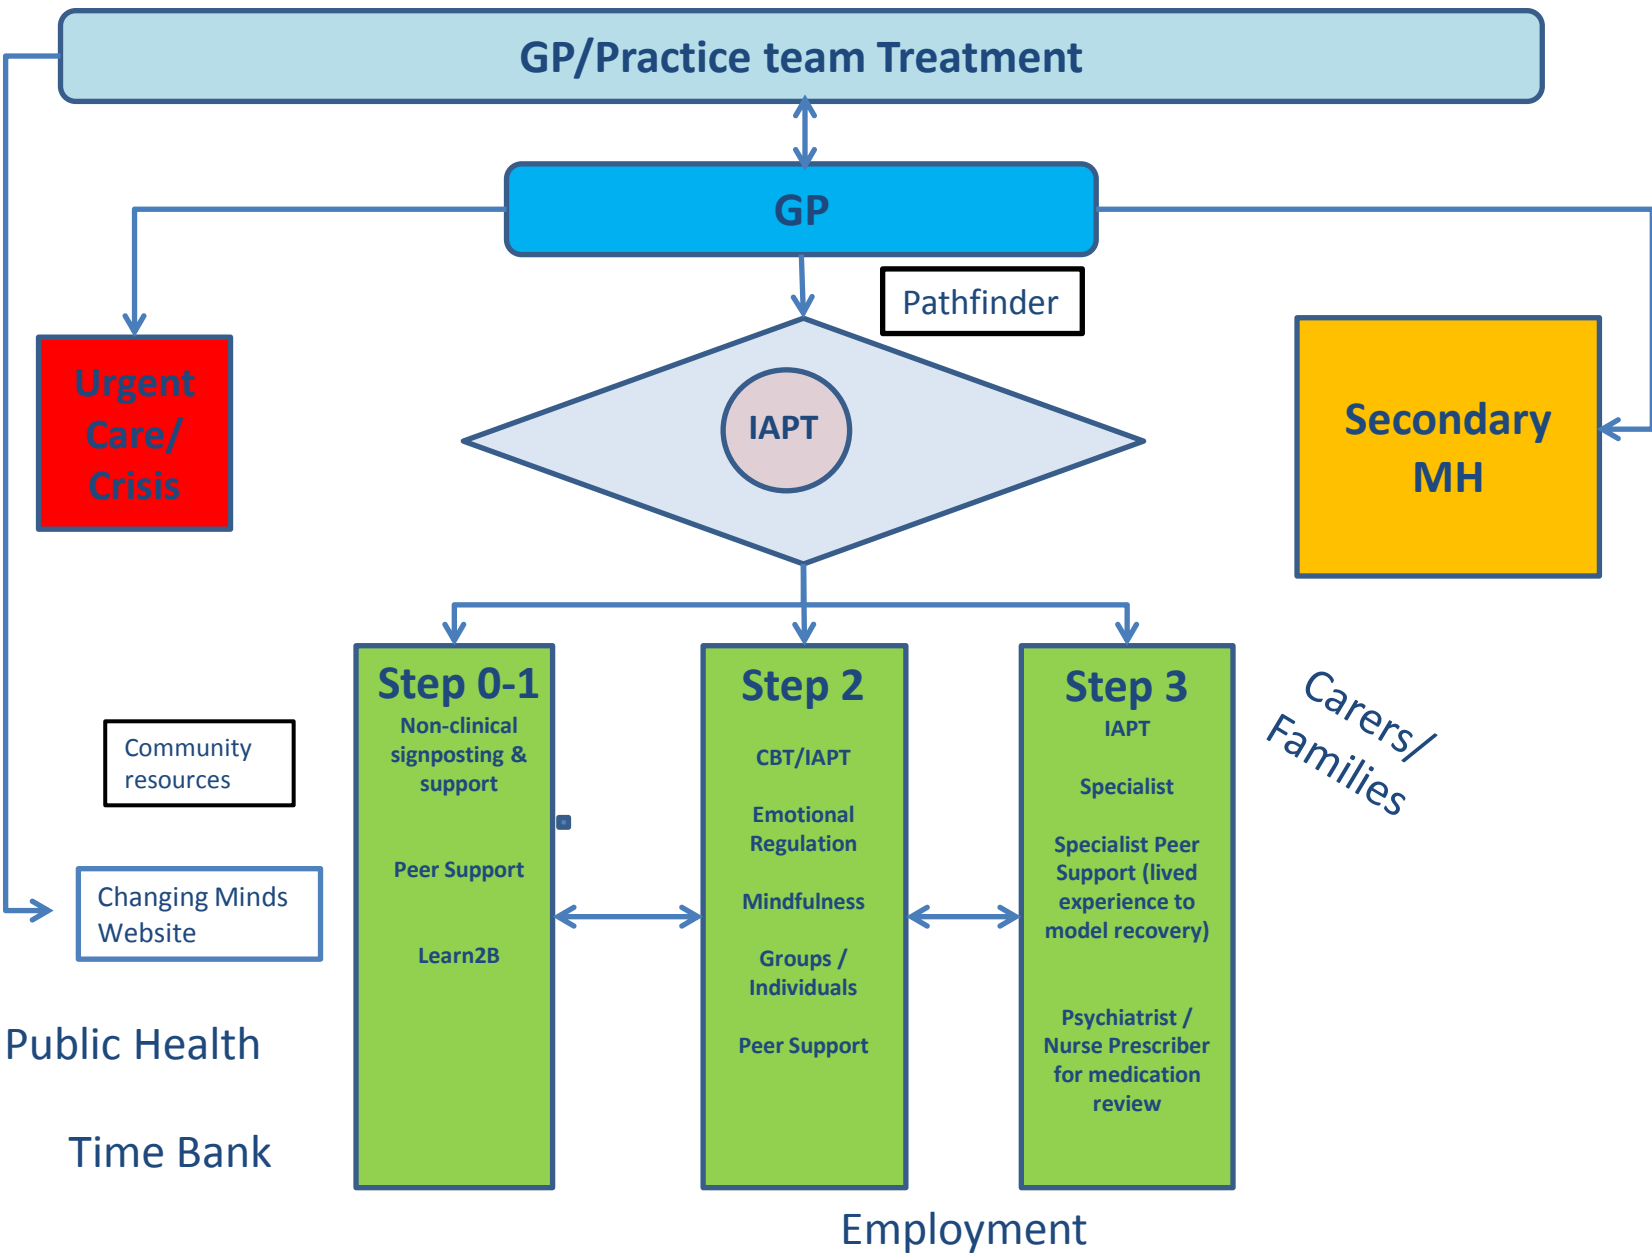 GP/Practice team Treatment
GP
Pathfinder
Urgent
Care/
Crisis
IAPT
Secondary
MH
Step 0-1
Non-clinical
signposting &
support
Peer Support
Learn2B
Step 2
CBT/IAPT
Emotional
Regulation
Mindfulness
Groups /
Individuals
Peer Support
Step 3
IAPT
Specialist
Specialist Peer
Support (lived
experience to
model recovery)
Psychiatrist /
Nurse Prescriber
for medication
review
Carers/
Families
Community
resources
Changing Minds
Website
Public Health
Time Bank
Employment